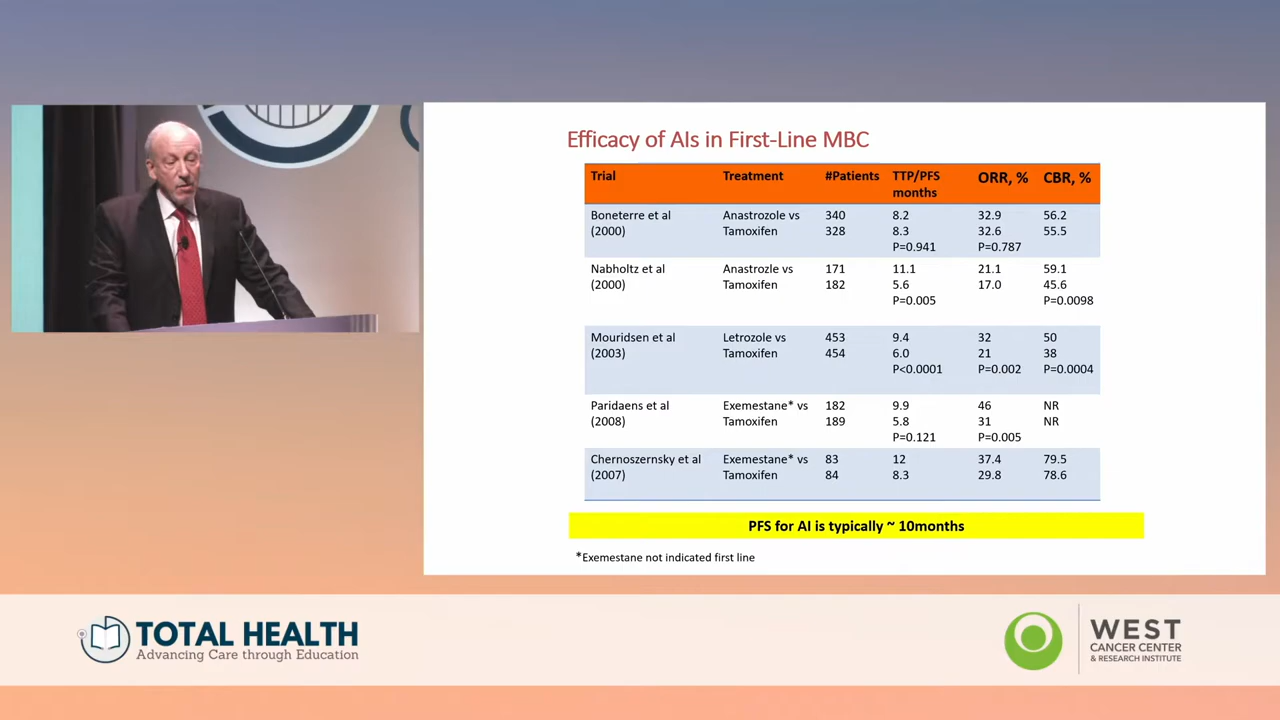 Efficacy of AIs in First-Line MBC
Trial Treatment #Patients TTP/PFS months ORR, % CBR, %
Boneterre et al Anastrozole vs 340 8.2 32.9 56.2
(2000) Tamoxifen 328 8.3 32.6 55.5
P=0.941 P=0.787
Nabholtz et al Anastrozle vs 171 11.1 21.1 59.1
(2000) Tamoxifen 182 5.6 17.0 45.6
P=0.005 P=0.0098
Mouridsen et al Letrozole vs 453 9.4 32 50
(2003) Tamoxifen 454 6.0 21 38
P<0.0001 P=0.002 P=0.0004
Paridaens et al Exemestane* vs 182 9.9 46 NR
(2008) Tamoxifen 189 5.8 31 NR
P=0.121 P=0.005
Chernoszernsky et al Exemestane* vs 83 12 37.4 79.5
(2007) Tamoxifen 84 8.3 29.8 78.6
PFS for AI is typically ~ 10months
*Exemestane not indicated first line
TOTAL HEALTH
Advancing Care through Education
WEST
CANCER CENTER
& RESEARCH INSTITUTE